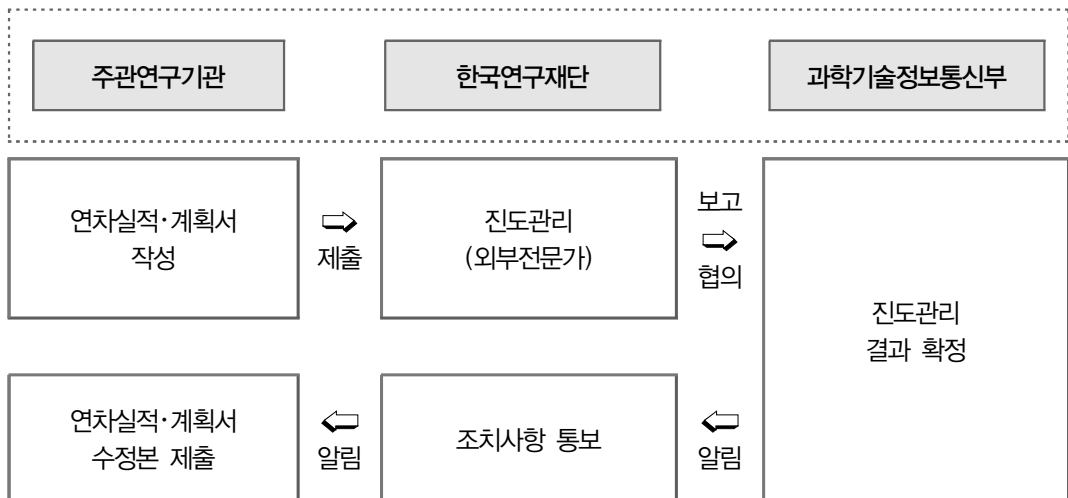 주관연구기관
한국연구재단
과학기술정보통신부
연차실적·계획서
작성
⇨
제출
진도관리
(외부전문가)
보고
⇨
협의
진도관리
결과 확정
연차실적·계획서
수정본 제출
⇦
알림
조치사항 통보
⇦
알림